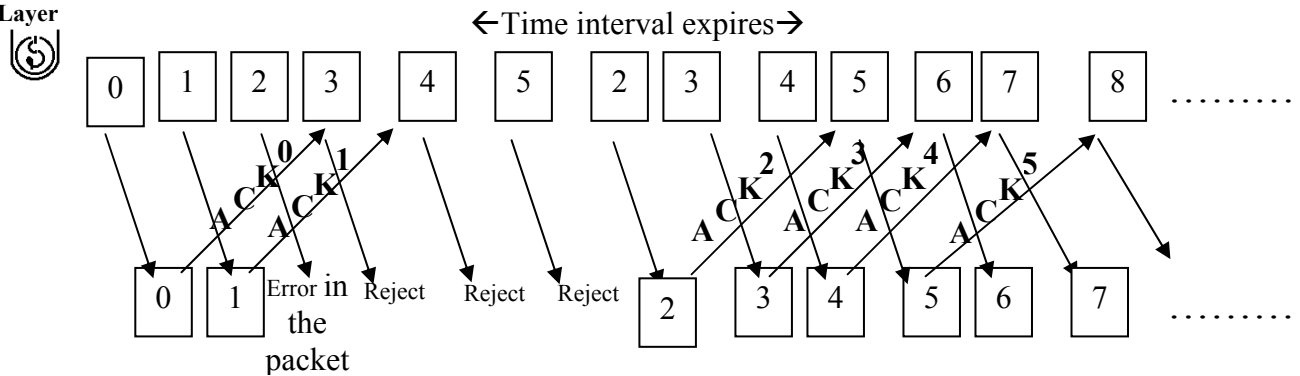 Layer
←Time interval expires→
0 1 2 3 4 5 2 3 4 5 6 7 8 .........
ACK0 ACK1 ACK2 ACK3 ACK4 ACK5
0 1 Error in the packet Reject Reject Reject 2 3 4 5 6 7 .........